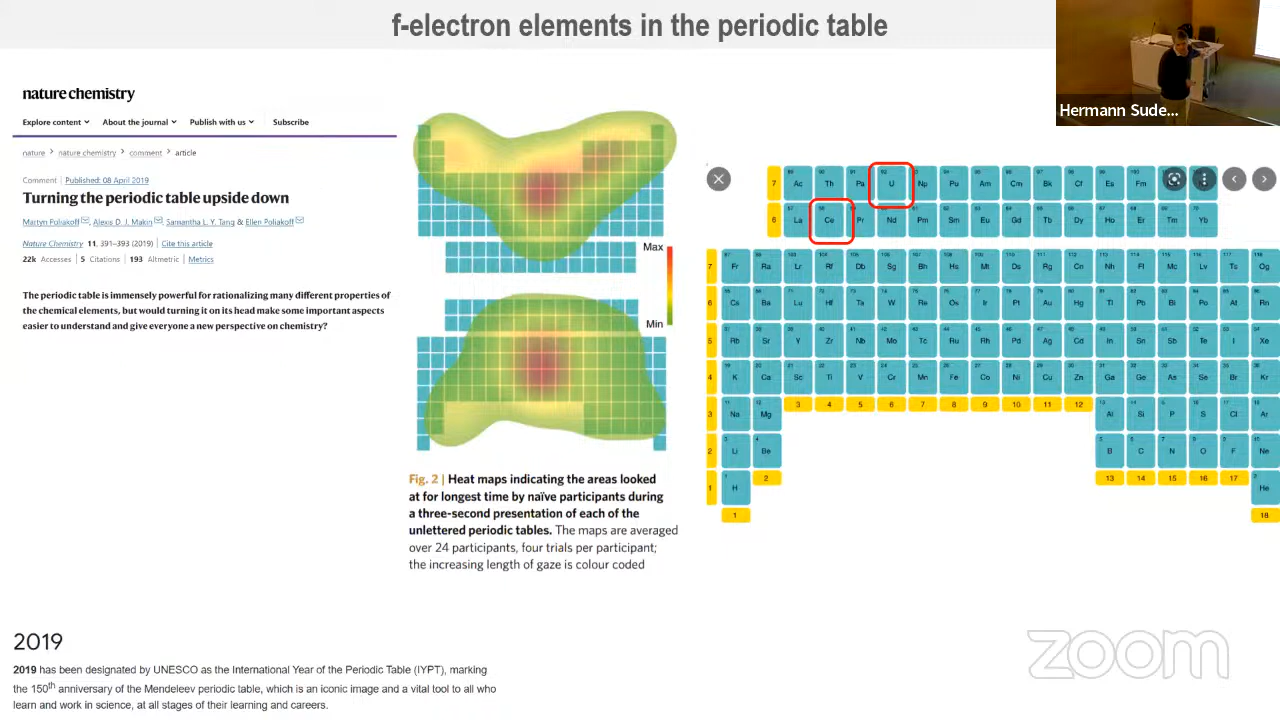 f-electron elements in the periodic table
Hermann Sude...
nature chemistry
Explore content About the journal Publish with us Subscribe
nature > nature chemistry > comment > article
Comment | Published: 08 April 2019
Turning the periodic table upside down
Martyn Poliakoff, Alexis D. J. Makin, Samantha L. Y. Tang & Ellen Poliakoff
Nature Chemistry 11, 391–393 (2019) | Cite this article
22k Accesses | 5 Citations | 193 Altmetric | Metrics
The periodic table is immensely powerful for rationalizing many different properties of
the chemical elements, but would turning it on its head make some important aspects
easier to understand and give everyone a new perspective on chemistry?
Max
Min
Fig. 2 | Heat maps indicating the areas looked
at for longest time by naïve participants during
a three-second presentation of each of the
unlettered periodic tables. The maps are averaged
over 24 participants, four trials per participant;
the increasing length of gaze is colour coded
7 Ac Th Pa U Np Pu Am Cm Bk Cf Es Fm
6 La Ce Pr Nd Pm Sm Eu Gd Tb Dy Ho Er Tm Yb
7 Fr Ra Lr Rf Db Sg Bh Hs Mt Ds Rg Cn Nh Fl Mc Lv Ts Og
6 Cs Ba Lu Hf Ta W Re Os Ir Pt Au Hg Tl Pb Bi Po At Rn
5 Rb Sr Y Zr Nb Mo Tc Ru Rh Pd Ag Cd In Sn Sb Te I Xe
4 K Ca Sc Ti V Cr Mn Fe Co Ni Cu Zn Ga Ge As Se Br Kr
3 Na Mg 3 4 5 6 7 8 9 10 11 12 Al Si P S Cl Ar
2 Li Be B C N O F Ne
1 H 2 13 14 15 16 17 He
1 18
2019
2019 has been designated by UNESCO as the International Year of the Periodic Table (IYPT), marking
the 150th anniversary of the Mendeleev periodic table, which is an iconic image and a vital tool to all who
learn and work in science, at all stages of their learning and careers.
zoom